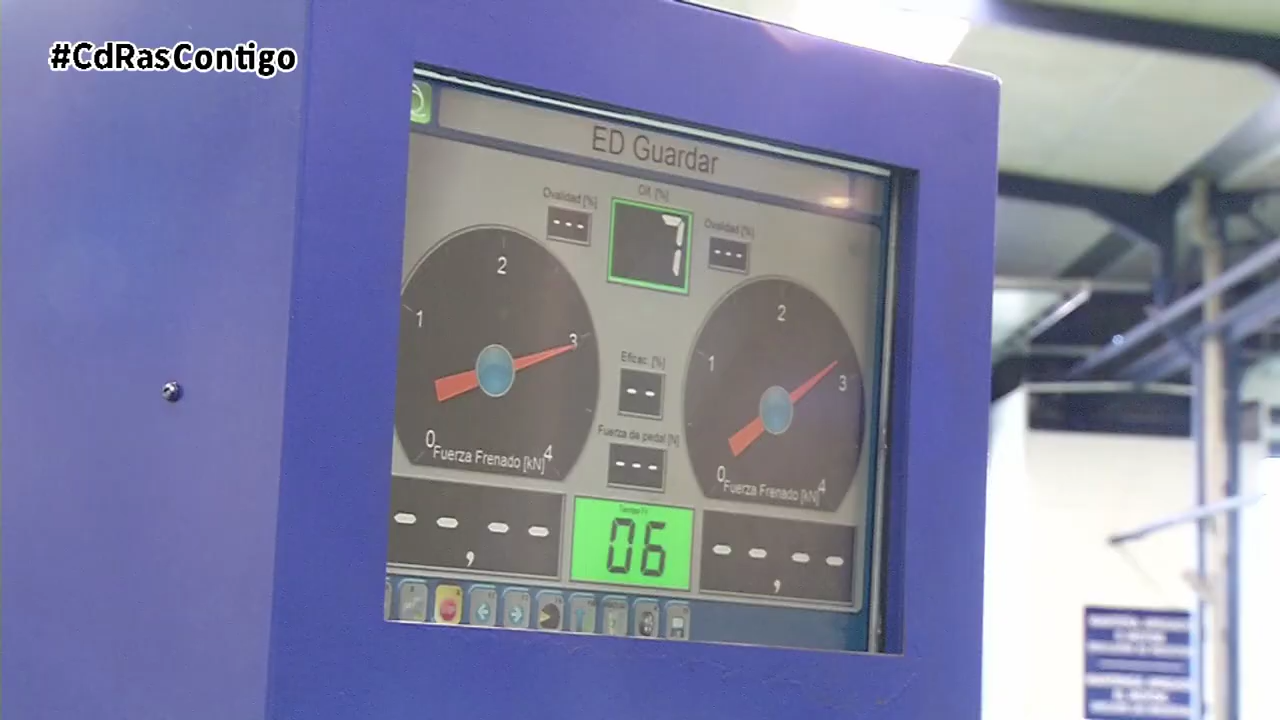 #CdRasContigo
ED Guardar
Ovalidad [%]
Dif. [%]
Ovalidad [%]
---
7
---
2
1
3
0
4
Fuerza Frenado [kN]
Eficac. [%]
--
Fuerza de pedal [N]
---
2
1
3
0
4
Fuerza Frenado [kN]
- - , - -
06
- - , - -